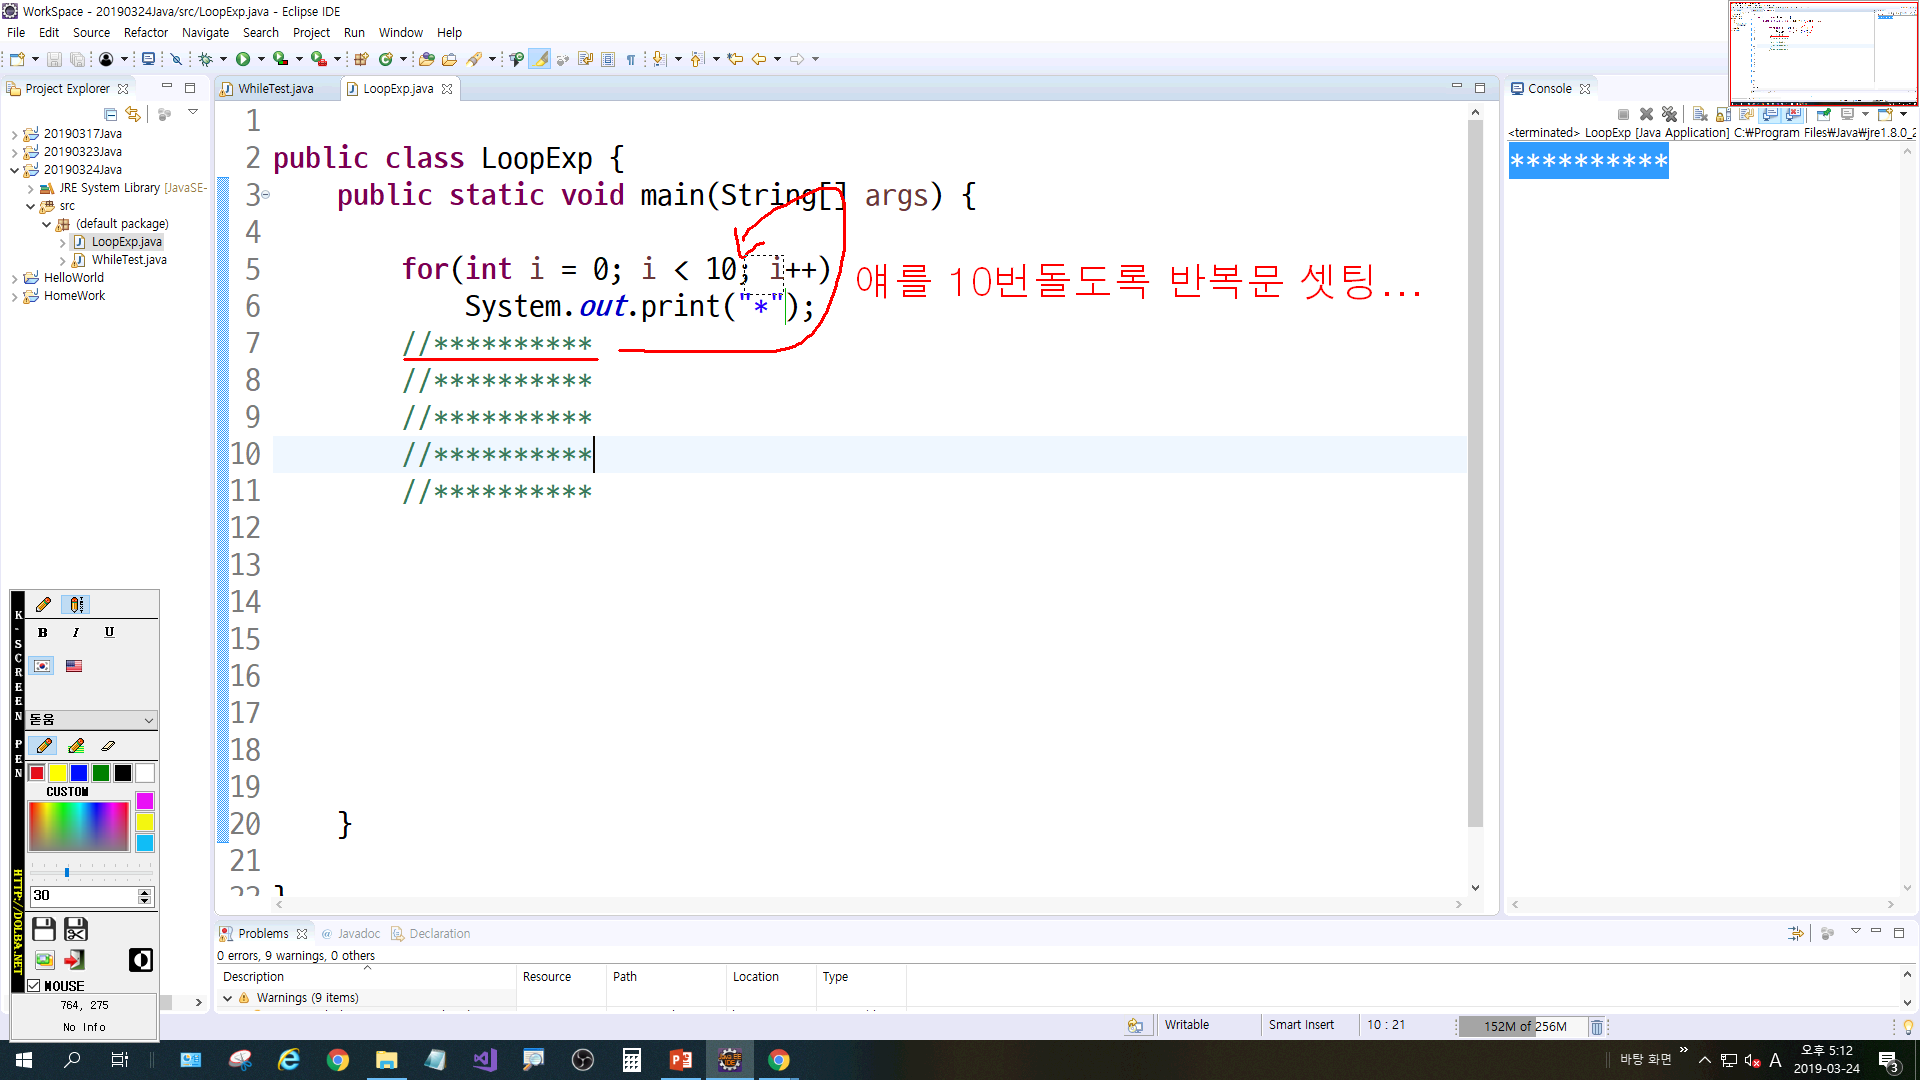 WorkSpace - 20190324Java/src/LoopExp.java - Eclipse IDE
File Edit Source Refactor Navigate Search Project Run Window Help
Project Explorer
WhileTest.java
LoopExp.java
Console
20190317Java
20190323Java
20190324Java
JRE System Library [JavaSE-
src
(default package)
LoopExp.java
WhileTest.java
HelloWorld
HomeWork
<terminated> LoopExp [Java Application] C:₩Program Files₩Java₩jre1.8.0_2
**********
1
2 public class LoopExp {
3 public static void main(String[] args) {
4
5 for(int i = 0; i < 10; i++)
6 System.out.print("*");
7 //**********
8 //**********
9 //**********
10 //**********
11 //**********
12
13
14
15
16
17
18
19
20 }
21
22 }
얘를 10번돌도록 반복문 셋팅...
K-SCREEN PEN
HTTP://DOLBA.NET
B I U
돋움
CUSTOM
30
MOUSE
764, 275
No Info
Problems @ Javadoc Declaration
0 errors, 9 warnings, 0 others
Description Resource Path Location Type
Warnings (9 items)
Writable Smart Insert 10 : 21 152M of 256M
바탕 화면 » A 오후 5:12
2019-03-24
3